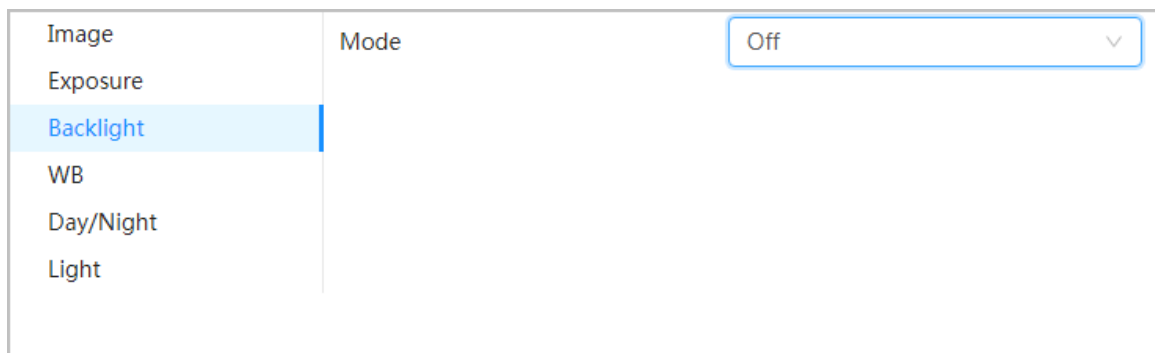 Image
Exposure
Backlight
WB
Day/Night
Light
Mode
Off